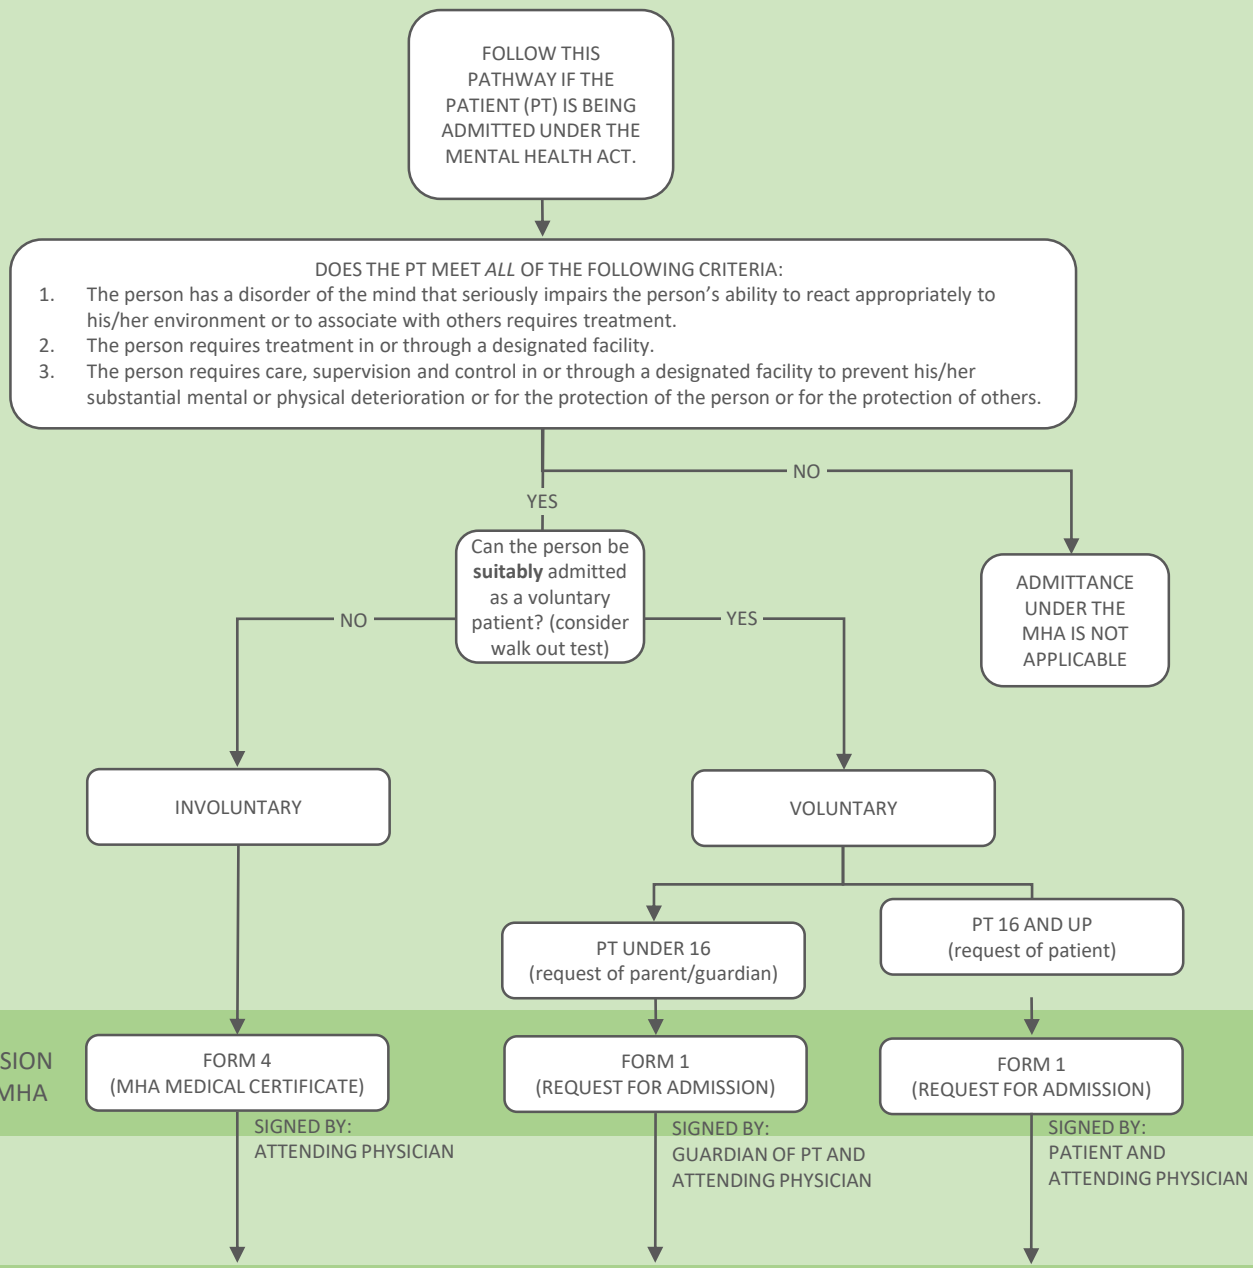 FOLLOW THIS
PATHWAY IF THE
PATIENT (PT) IS BEING
ADMITTED UNDER THE
MENTAL HEALTH ACT.
DOES THE PT MEET ALL OF THE FOLLOWING CRITERIA:
1. The person has a disorder of the mind that seriously impairs the person's ability to react appropriately to
his/her environment or to associate with others requires treatment.
2. The person requires treatment in or through a designated facility.
3. The person requires care, supervision and control in or through a designated facility to prevent his/her
substantial mental or physical deterioration or for the protection of the person or for the protection of others.
NO
YES
Can the person be
suitably admitted
as a voluntary
patient? (consider
walk out test)
ADMITTANCE
UNDER THE
MHA IS NOT
APPLICABLE
NO
YES
INVOLUNTARY
VOLUNTARY
PT UNDER 16
(request of parent/guardian)
PT 16 AND UP
(request of patient)
SION
MHA
FORM 4
(MHA MEDICAL CERTIFICATE)
FORM 1
(REQUEST FOR ADMISSION)
FORM 1
(REQUEST FOR ADMISSION)
SIGNED BY:
ATTENDING PHYSICIAN
SIGNED BY:
GUARDIAN OF PT AND
ATTENDING PHYSICIAN
SIGNED BY:
PATIENT AND
ATTENDING PHYSICIAN